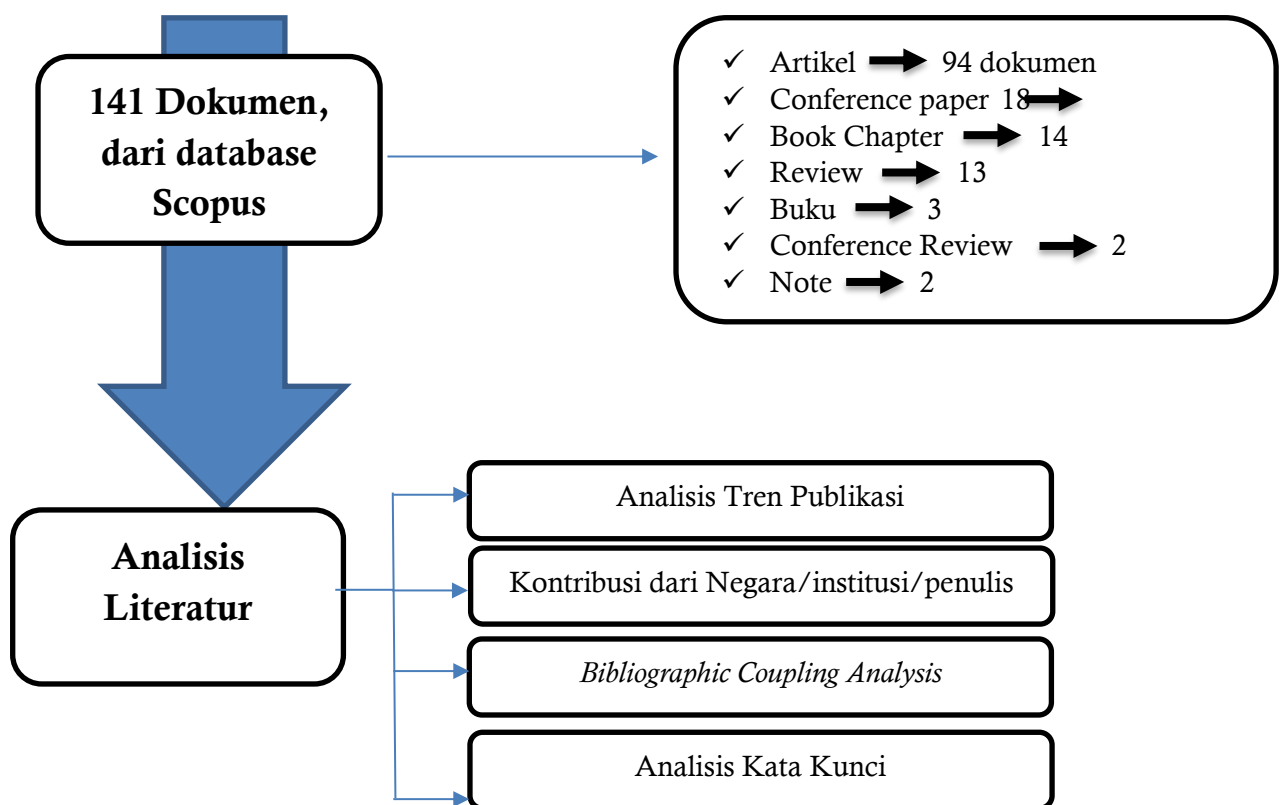 141 Dokumen,
dari database
Scopus
✓ Artikel ➡ 94 dokumen
✓ Conference paper 18 ➡
✓ Book Chapter ➡ 14
✓ Review ➡ 13
✓ Buku ➡ 3
✓ Conference Review ➡ 2
✓ Note ➡ 2
Analisis
Literatur
Analisis Tren Publikasi
Kontribusi dari Negara/institusi/penulis
Bibliographic Coupling Analysis
Analisis Kata Kunci